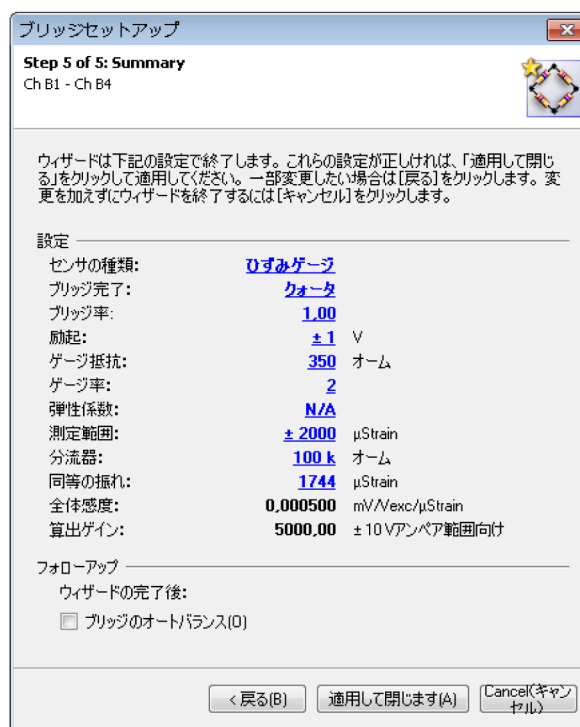 ブリッジセットアップ
Step 5 of 5: Summary
Ch B1 - Ch B4
ウィザードは下記の設定で終了します。これらの設定が正しければ、「適用して閉じ
る」をクリックして適用してください。一部変更したい場合は[戻る]をクリックします。変
更を加えずにウィザードを終了するには[キャンセル]をクリックします。
設定
センサの種類: ひずみゲージ
ブリッジ完了: クォータ
ブリッジ率: 1,00
励起: ± 1 V
ゲージ抵抗: 350 オーム
ゲージ率: 2
弾性係数: N/A
測定範囲: ± 2000 µStrain
分流器: 100 k オーム
同等の振れ: 1744 µStrain
全体感度: 0,000500 mV/Vexc/µStrain
算出ゲイン: 5000,00 ± 10 Vアンペア範囲向け
フォローアップ
ウィザードの完了後:
ブリッジのオートバランス(O)
< 戻る(B) 適用して閉じます(A) Cancel(キャン
セル)